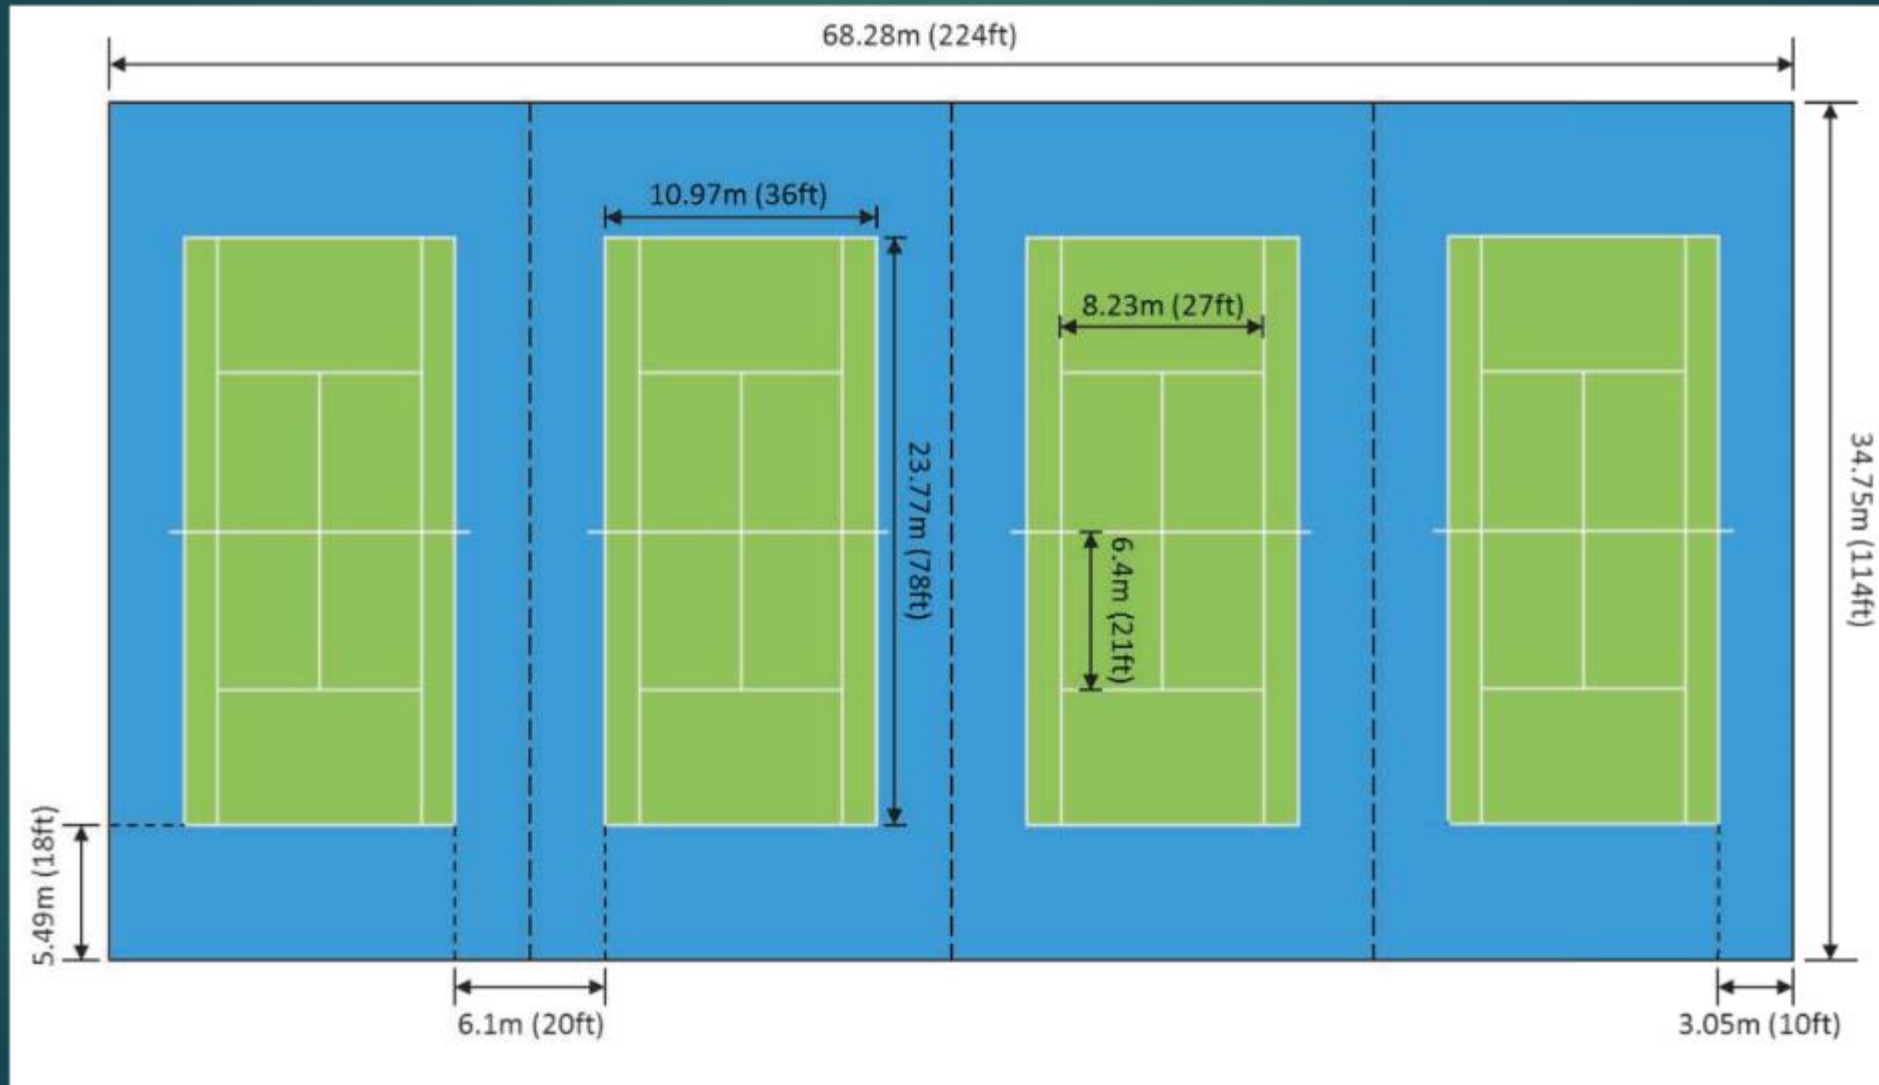 68.28m (224ft)
10.97m (36ft)
8.23m (27ft)
23.77m (78ft)
34.75m (114ft)
6.4m (21ft)
5.49m (18ft)
6.1m (20ft)
3.05m (10ft)